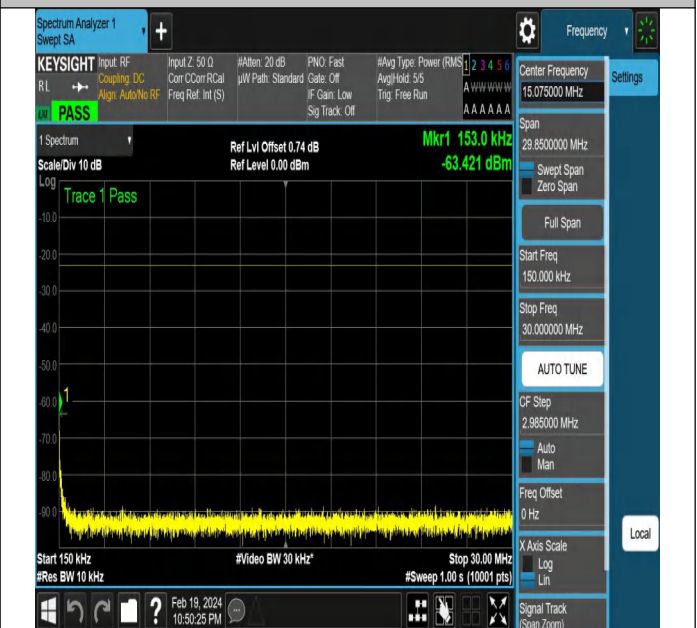 Spectrum Analyzer 1
Swept SA
+
Frequency
KEYSIGHT
RL
PASS
Input: RF
Coupling: DC
Align: Auto/No RF
Input Z: 50 Ω
Corr CCorr RCal
Freq Ref: Int (S)
#Atten: 20 dB
µW Path: Standard
PNO: Fast
Gate: Off
IF Gain: Low
Sig Track: Off
#Avg Type: Power (RMS
Avg|Hold: 5/5
Trig: Free Run
1 2 3 4 5 6
A W W W W W
A A A A A A
Center Frequency
15.075000 MHz
Settings
1 Spectrum
Scale/Div 10 dB
Ref Lvl Offset 0.74 dB
Ref Level 0.00 dBm
Mkr1 153.0 kHz
-63.421 dBm
Log
Trace 1 Pass
-10.0
-20.0
-30.0
-40.0
-50.0
-60.0
-70.0
-80.0
-90.0
1
Start 150 kHz
#Res BW 10 kHz
#Video BW 30 kHz*
Stop 30.00 MHz
#Sweep 1.00 s (10001 pts)
Span
29.8500000 MHz
Swept Span
Zero Span
Full Span
Start Freq
150.000 kHz
Stop Freq
30.000000 MHz
AUTO TUNE
CF Step
2.985000 MHz
Auto
Man
Freq Offset
0 Hz
X Axis Scale
Log
Lin
Signal Track
(Span Zoom)
Local
?
Feb 19, 2024
10:50:25 PM